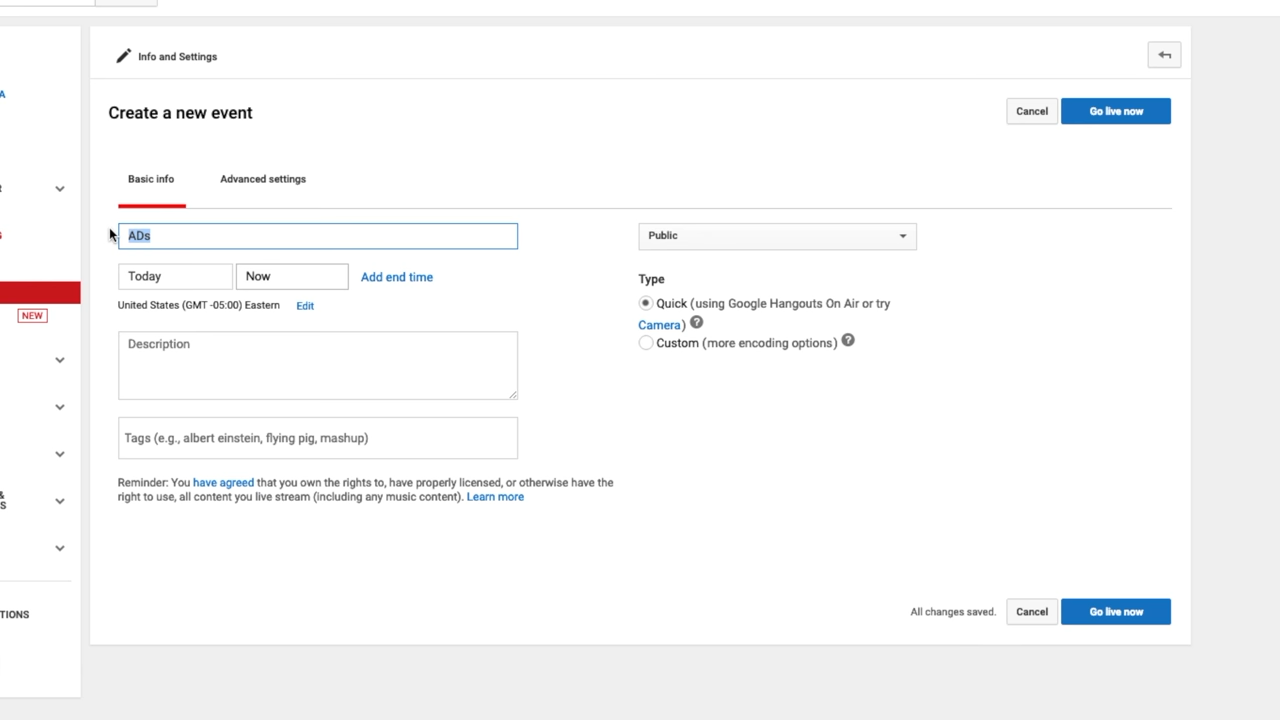 Info and Settings
Create a new event
Cancel
Go live now
Basic info
Advanced settings
ADs
Public
Today
Now
Add end time
United States (GMT -05:00) Eastern
Edit
Type
Quick (using Google Hangouts On Air or try
Camera)
Custom (more encoding options)
Description
Tags (e.g., albert einstein, flying pig, mashup)
Reminder: You have agreed that you own the rights to, have properly licensed, or otherwise have the
right to use, all content you live stream (including any music content). Learn more
All changes saved.
Cancel
Go live now
A
NEW
&
S
TIONS